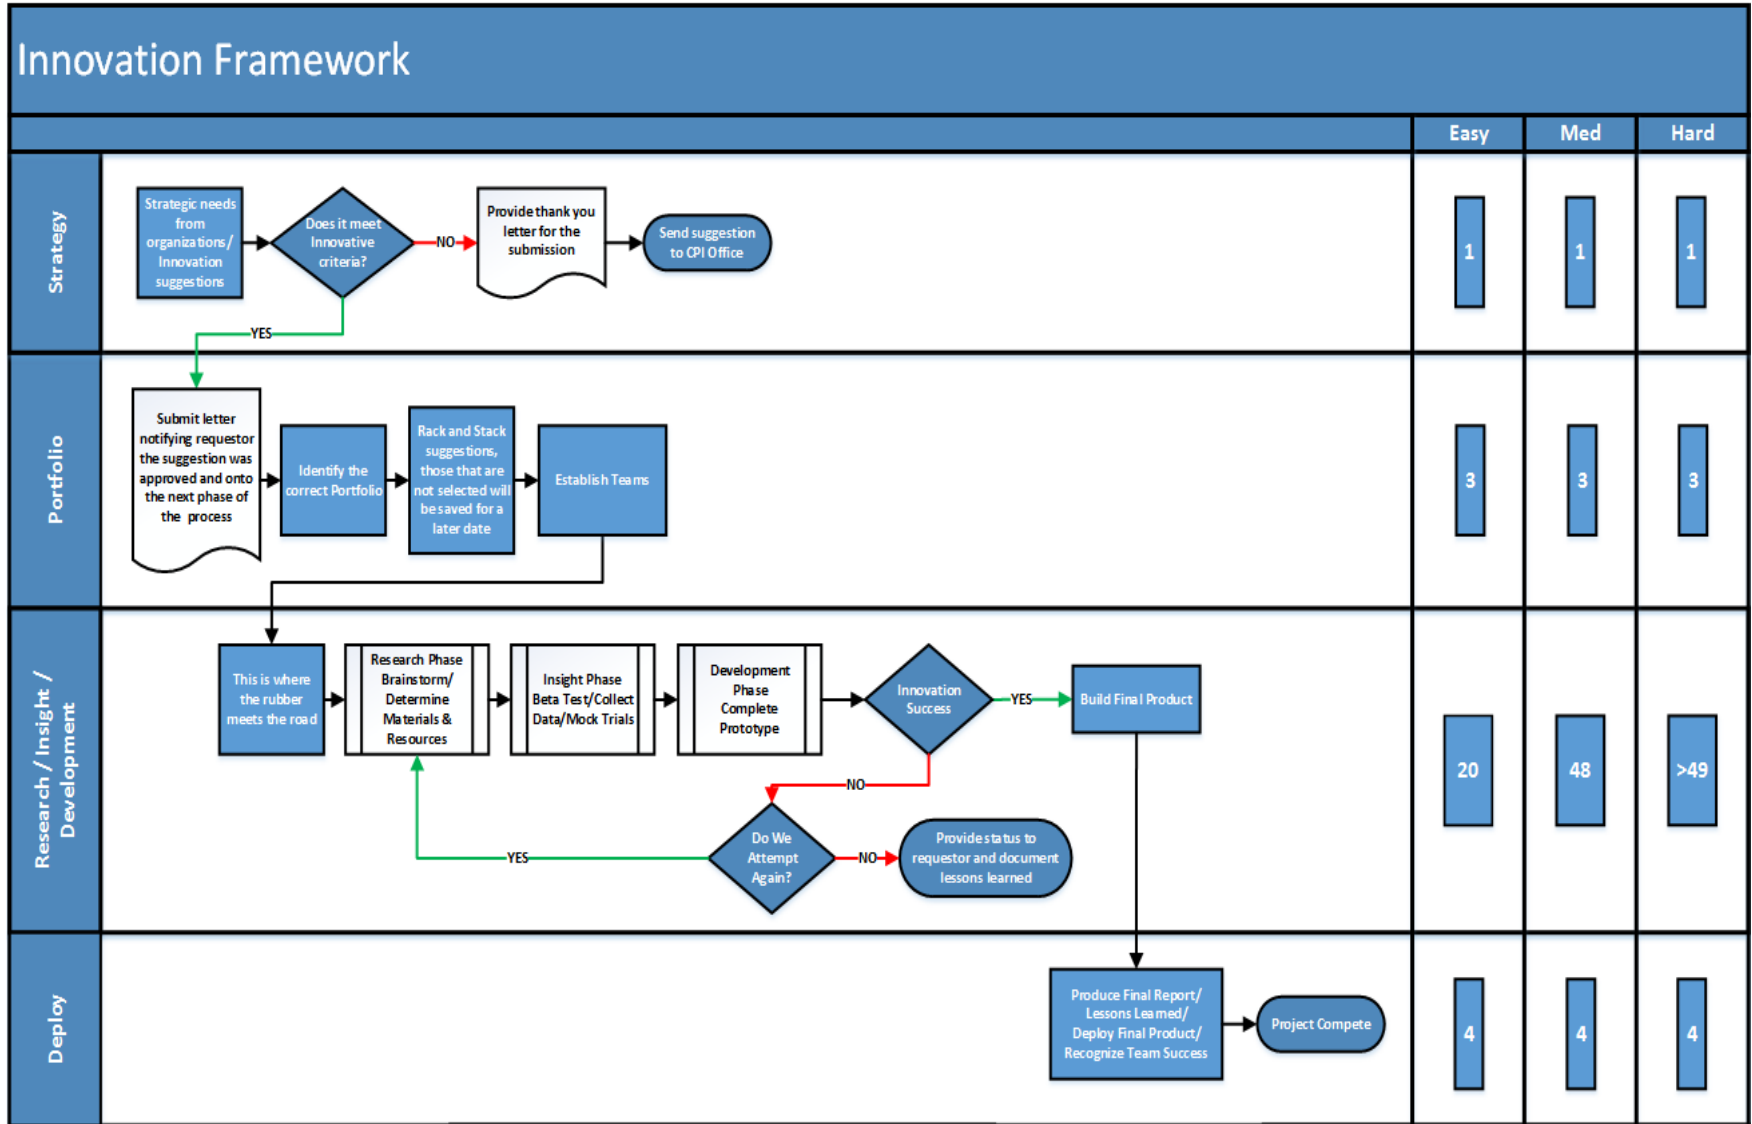 Innovation Framework
Easy
Med
Hard
Strategy
Strategic needs
from
organizations/
Innovation
suggestions
Does it meet
Innovative
criteria?
NO
Provide thank you
letter for the
submission
Send suggestion
to CPI Office
1
1
1
YES
Portfolio
Submit letter
notifying requestor
the suggestion was
approved and onto
the next phase of
the process
Identify the
correct Portfolio
Rack and Stack
suggestions,
those that are
not selected will
be saved for a
later date
Establish Teams
3
3
3
Research / Insight /
Development
This is where
the rubber
meets the road
Research Phase
Brainstorm/
Determine
Materials &
Resources
Insight Phase
Beta Test/Collect
Data/Mock Trials
Development
Phase
Complete
Prototype
Innovation
Success
YES
Build Final Product
NO
Do We
Attempt
Again?
YES
NO
Provide status to
requestor and document
lessons learned
20
48
>49
Deploy
Produce Final Report/
Lessons Learned/
Deploy Final Product/
Recognize Team Success
Project Compete
4
4
4